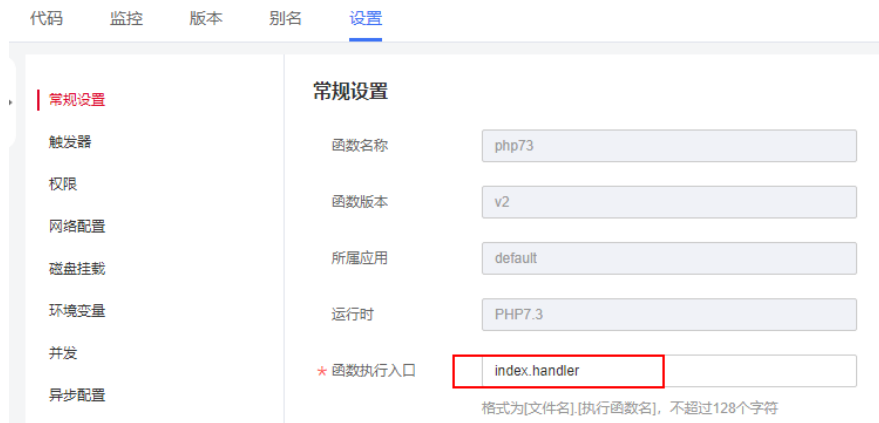 代码 监控 版本 别名 设置
常规设置
触发器
权限
网络配置
磁盘挂载
环境变量
并发
异步配置
常规设置
函数名称 php73
函数版本 v2
所属应用 default
运行时 PHP7.3
* 函数执行入口 index.handler
格式为[文件名].[执行函数名]，不超过128个字符